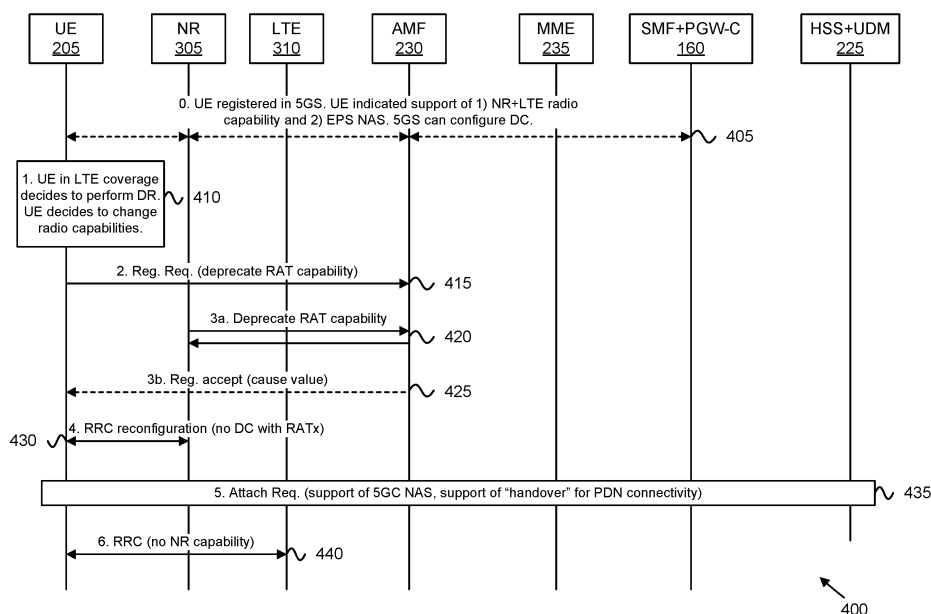 UE
205
NR
305
LTE
310
AMF
230
MME
235
SMF+PGW-C
160
HSS+UDM
225
0. UE registered in 5GS. UE indicated support of 1) NR+LTE radio
capability and 2) EPS NAS. 5GS can configure DC.
405
1. UE in LTE coverage
decides to perform DR.
UE decides to change
radio capabilities.
410
2. Reg. Req. (deprecate RAT capability)
415
3a. Deprecate RAT capability
420
3b. Reg. accept (cause value)
425
4. RRC reconfiguration (no DC with RATx)
430
5. Attach Req. (support of 5GC NAS, support of “handover” for PDN connectivity)
435
6. RRC (no NR capability)
440
400